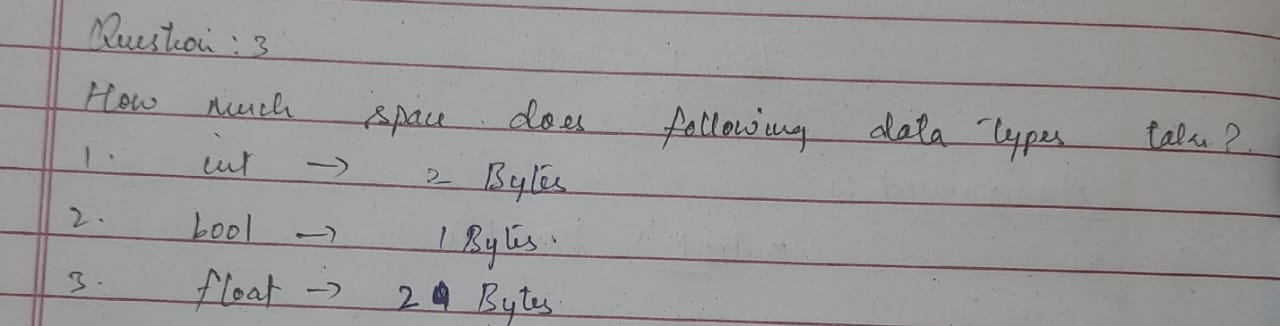 Question : 3
How much space does following data types take?
1. int → 2 Bytes
2. bool → 1 Bytes.
3. float → 2 4 Bytes.